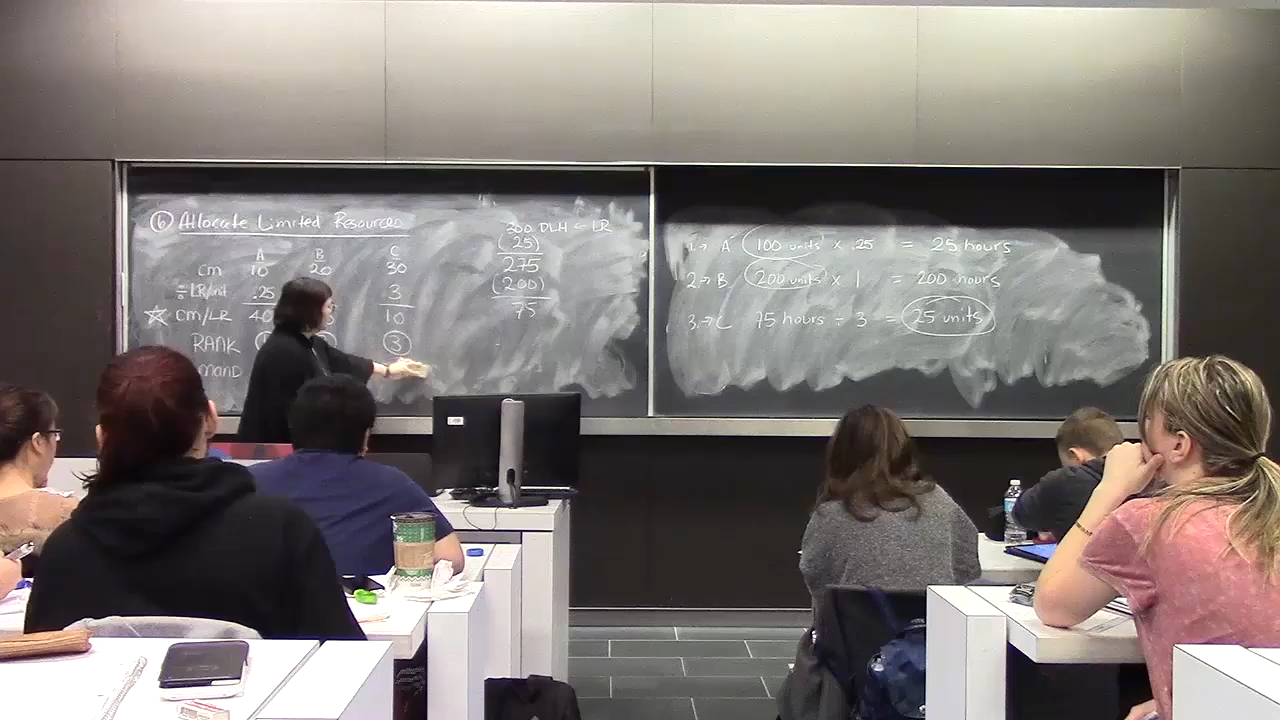 6 Allocate Limited Resources
A B C
CM 10 20 30
÷ LR/unit .25 3
☆ CM/LR 40 10
RANK 3
MAND
300 DLH ← LR
(25)
275
(200)
75
1.→ A 100 units × .25 = 25 hours
2.→ B 200 units × 1 = 200 hours
3.→ C 75 hours ÷ 3 = 25 units